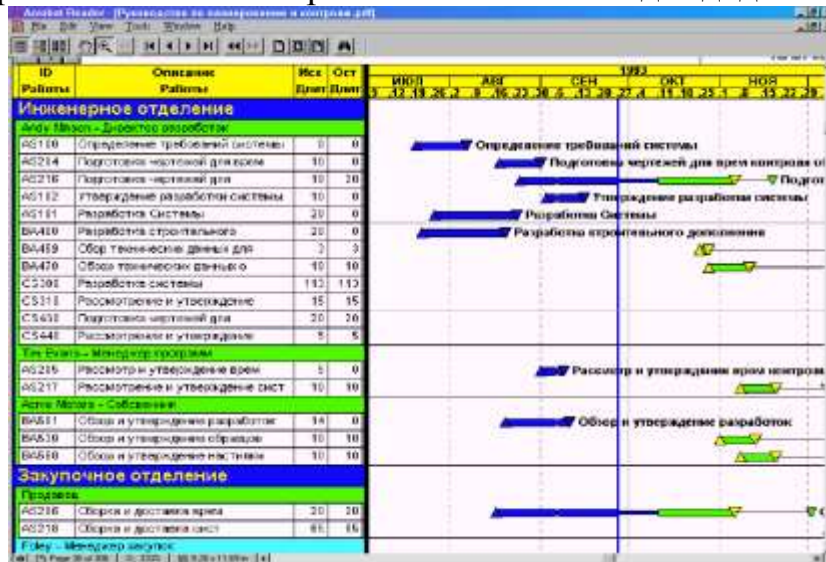 Acrobat Reader - [Руководство по планированию и контролю.pdf]
File Edit View Tools Window Help
ID Работы Описание Работы Исх Длит Ост Длит
1993
ИЮЛ АВГ СЕН ОКТ НОЯ
Инженерное отделение
Andy Mason - Директор разработок
AS100 Определение требований системы 0 0 Определение требований системы
AS204 Подготовка чертежей для врем 10 0 Подготовка чертежей для врем контроля
AS216 Подготовка чертежей для 10 20 Подгот
AS102 Утверждение разработки системы 10 0 Утверждение разработки системы
AS101 Разработка Системы 20 0 Разработка Системы
BA400 Разработка строительного 20 0 Разработка строительного дополнения
BA469 Сбор технических данных для 3 3
BA470 Обзор технических данных о 10 10
CS300 Разработка системы 113 113
CS310 Рассмотрение и утверждение 15 15
CS430 Подготовка чертежей для 20 20
CS440 Рассмотрение и утверждение 5 5
Tim Evans - Менеджер программ
AS205 Рассмотр и утверждение врем 5 0 Рассмотр и утверждение врем контроля
AS217 Рассмотрение и утверждение сист 10 10
Acme Motors - Собственник
BA501 Обзор и утверждение разработок 14 0 Обзор и утверждение разработок
BA530 Обзор и утверждение образцов 10 10
BA560 Обзор и утверждение 10 10
Закупочное отделение
Продавец
AS206 Сборка и доставка врем 20 20
AS218 Сборка и доставка сист 65 65
Foley - Менеджер закупок